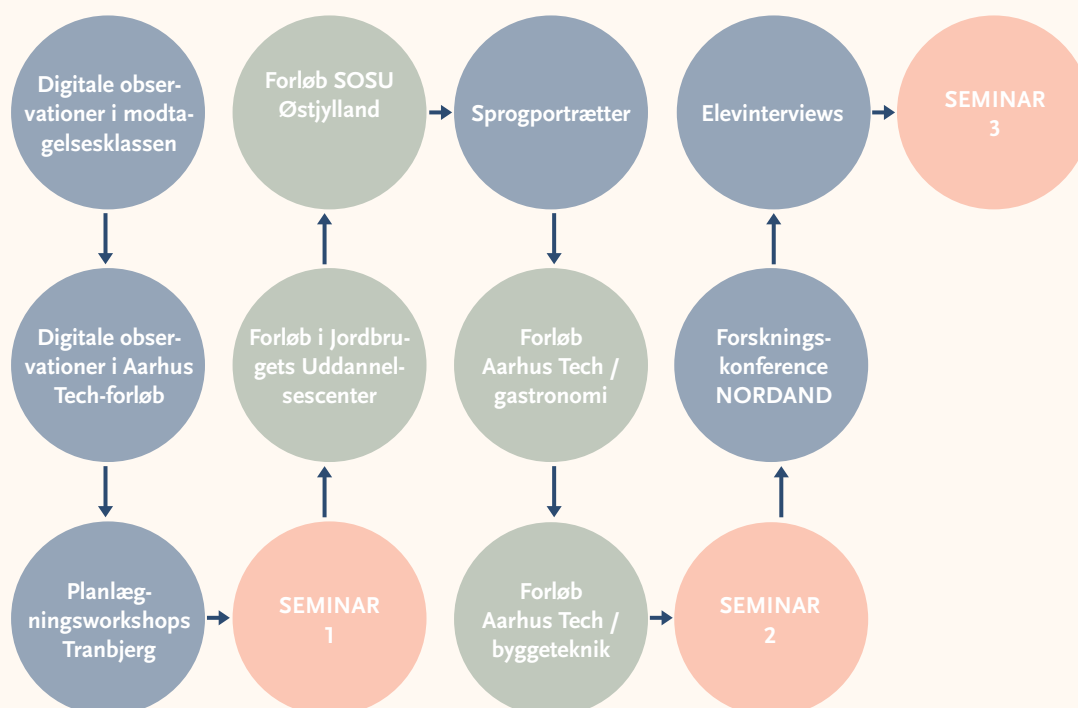 Digitale obser-
vationer i modta-
gelsesklassen
Digitale obser-
vationer i Aarhus
Tech-forløb
Planlæg-
ningsworkshops
Tranbjerg
SEMINAR
1
Forløb i Jordbru-
gets Uddannel-
sescenter
Forløb SOSU
Østjylland
Sprogportrætter
Forløb
Aarhus Tech /
gastronomi
Forløb
Aarhus Tech /
byggeteknik
SEMINAR
2
Forsknings-
konference
NORDAND
Elevinterviews
SEMINAR
3